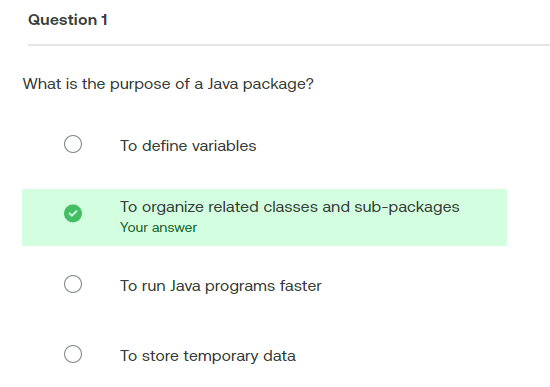 Question 1
What is the purpose of a Java package?
To define variables
To organize related classes and sub-packages
Your answer
To run Java programs faster
To store temporary data